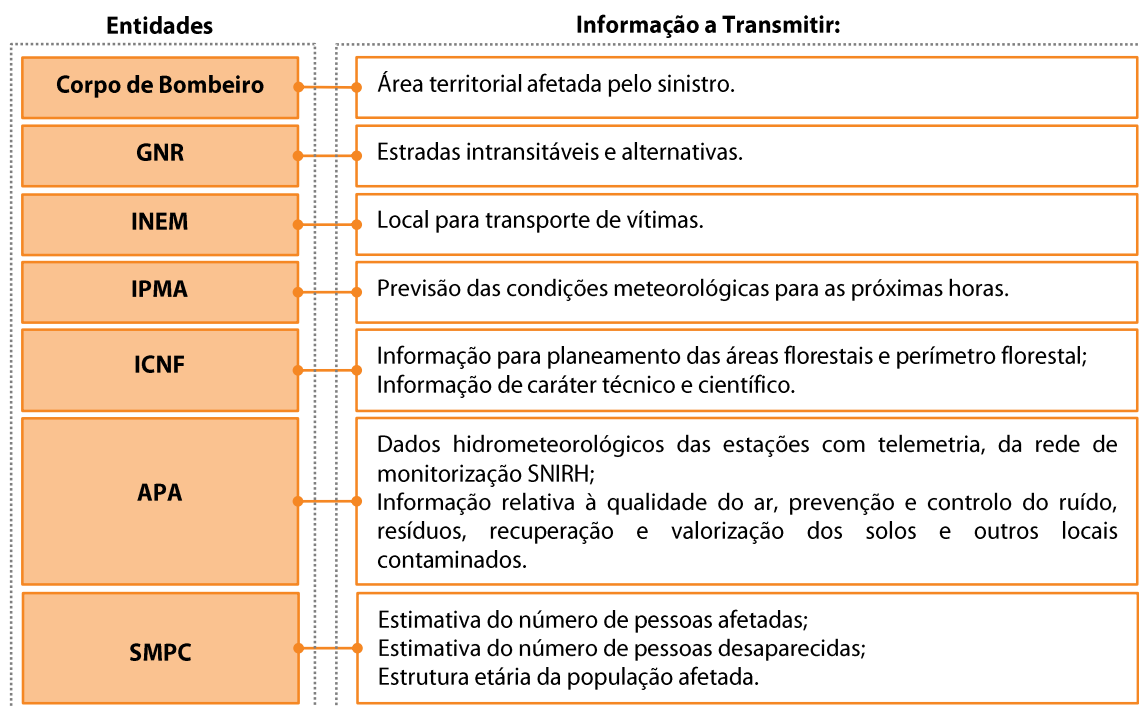 Entidades
Informação a Transmitir:
Corpo de Bombeiro
Área territorial afetada pelo sinistro.
GNR
Estradas intransitáveis e alternativas.
INEM
Local para transporte de vítimas.
IPMA
Previsão das condições meteorológicas para as próximas horas.
ICNF
Informação para planeamento das áreas florestais e perímetro florestal;
Informação de caráter técnico e científico.
APA
Dados hidrometeorológicos das estações com telemetria, da rede de
monitorização SNIRH;
Informação relativa à qualidade do ar, prevenção e controlo do ruído,
resíduos, recuperação e valorização dos solos e outros locais
contaminados.
SMPC
Estimativa do número de pessoas afetadas;
Estimativa do número de pessoas desaparecidas;
Estrutura etária da população afetada.